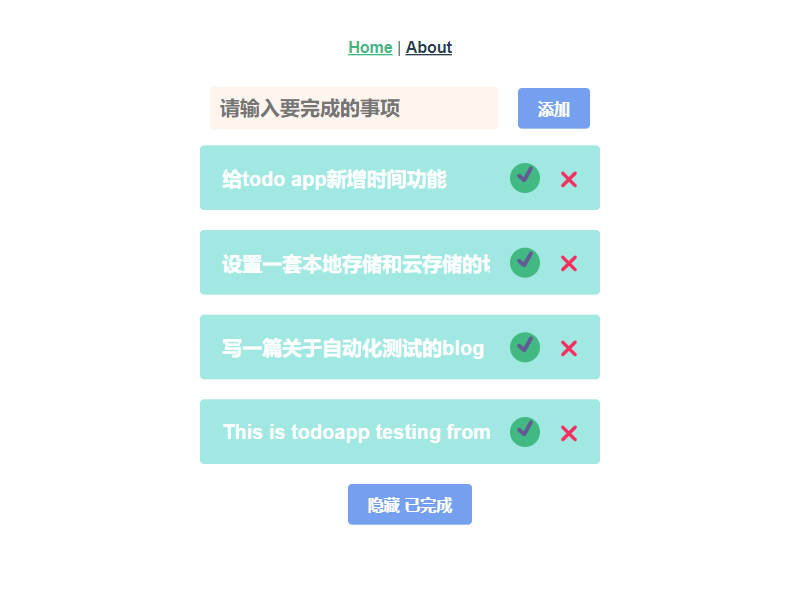 Home | About
请输入要完成的事项 添加
给todo app新增时间功能
设置一套本地存储和云存储的
写一篇关于自动化测试的blog
This is todoapp testing from
隐藏 已完成